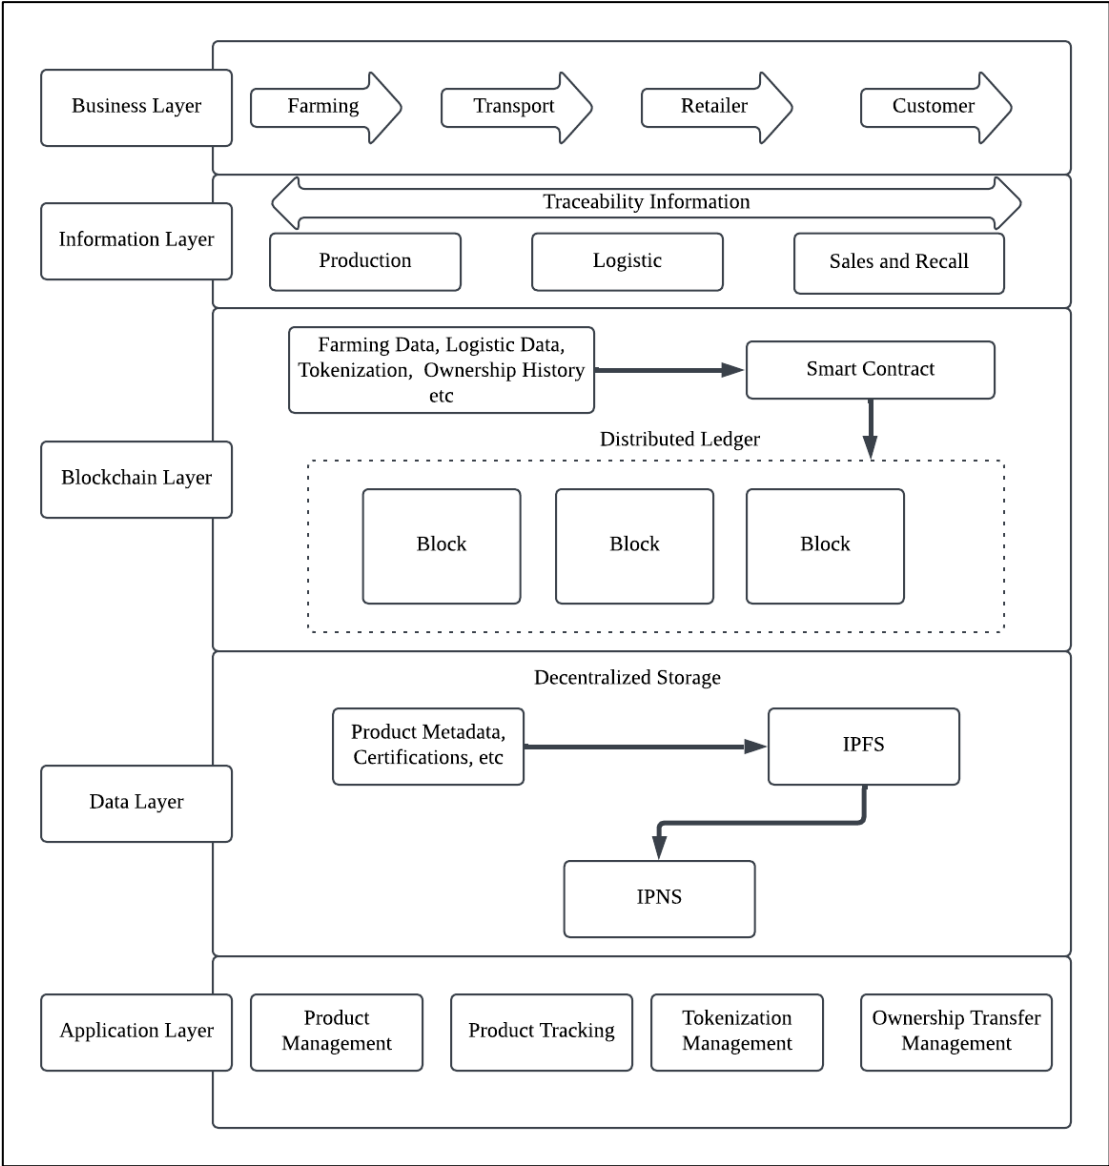 Business Layer
Farming
Transport
Retailer
Customer
Information Layer
Traceability Information
Production
Logistic
Sales and Recall
Blockchain Layer
Farming Data, Logistic Data,
Tokenization, Ownership History
etc
Smart Contract
Distributed Ledger
Block
Block
Block
Data Layer
Decentralized Storage
Product Metadata,
Certifications, etc
IPFS
IPNS
Application Layer
Product
Management
Product Tracking
Tokenization
Management
Ownership Transfer
Management